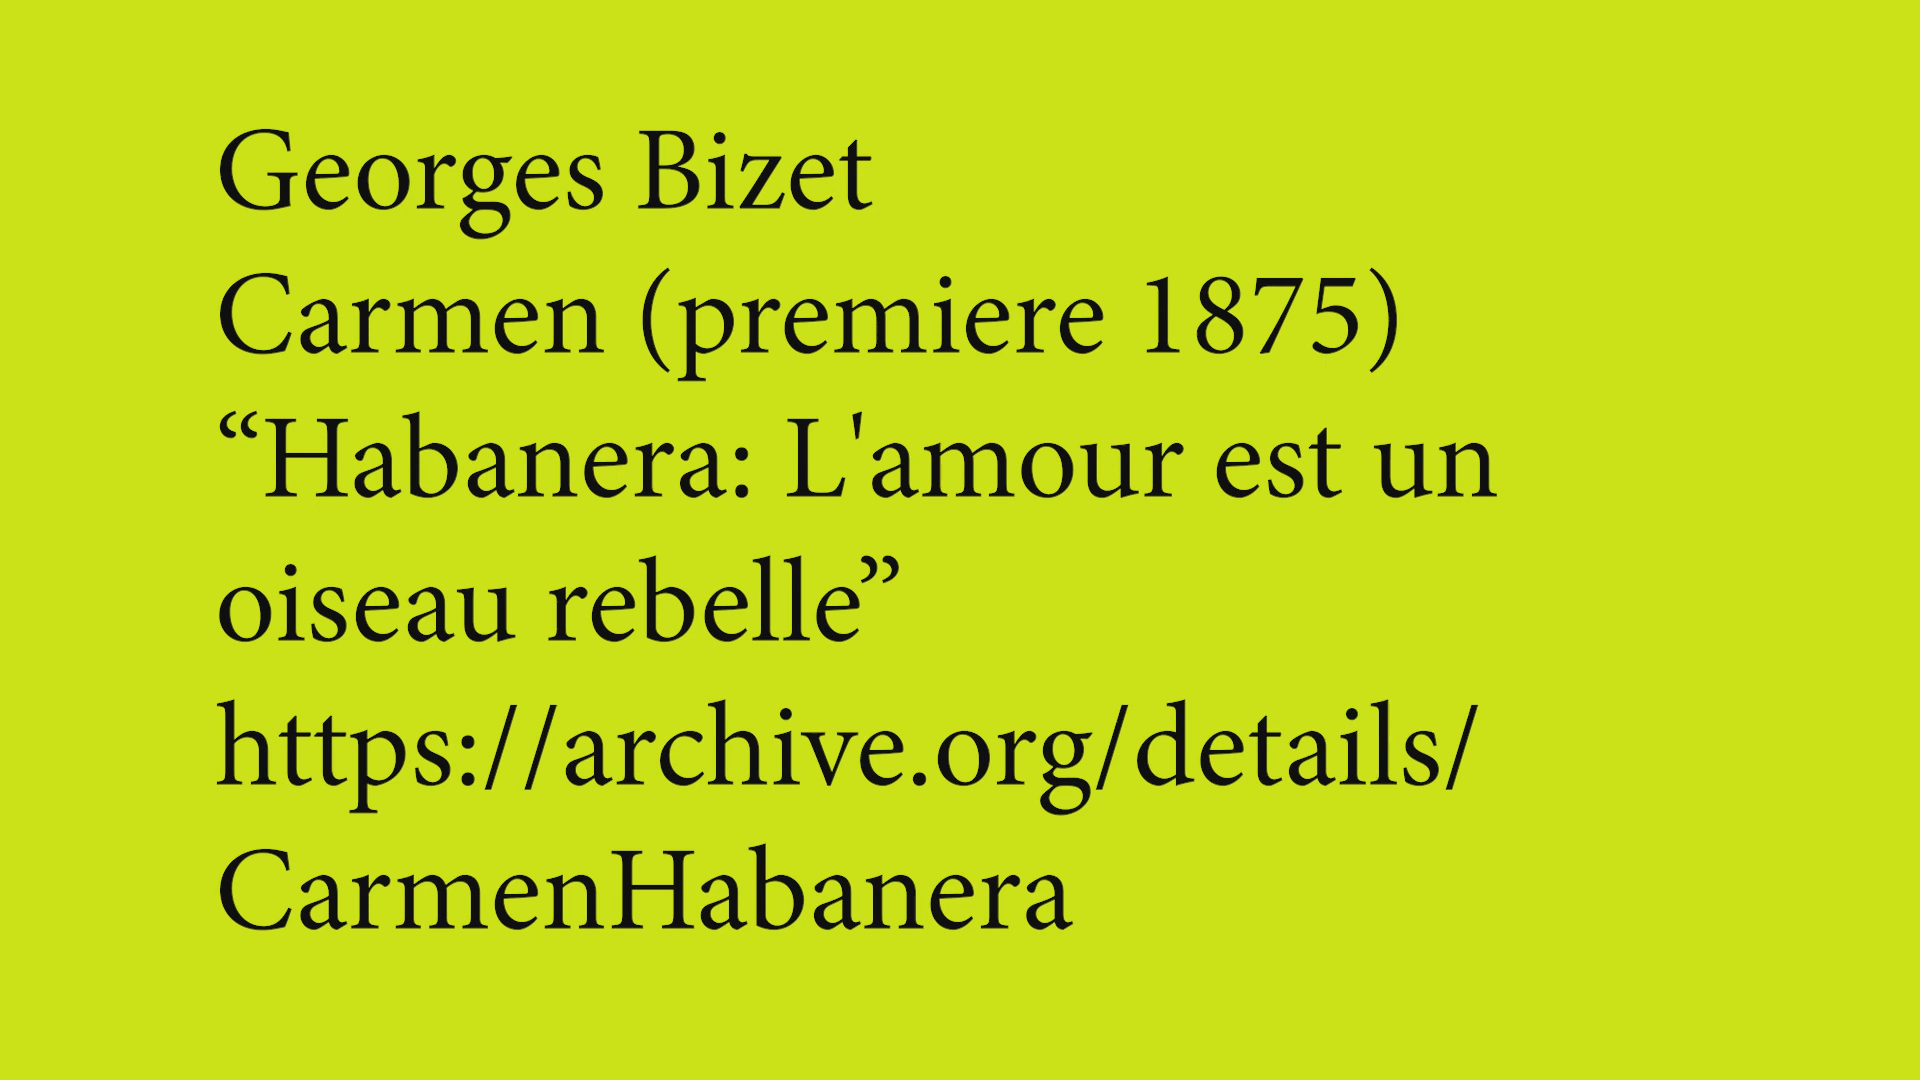 Georges Bizet
Carmen (premiere 1875)
“Habanera: L'amour est un
oiseau rebelle”
https://archive.org/details/
CarmenHabanera